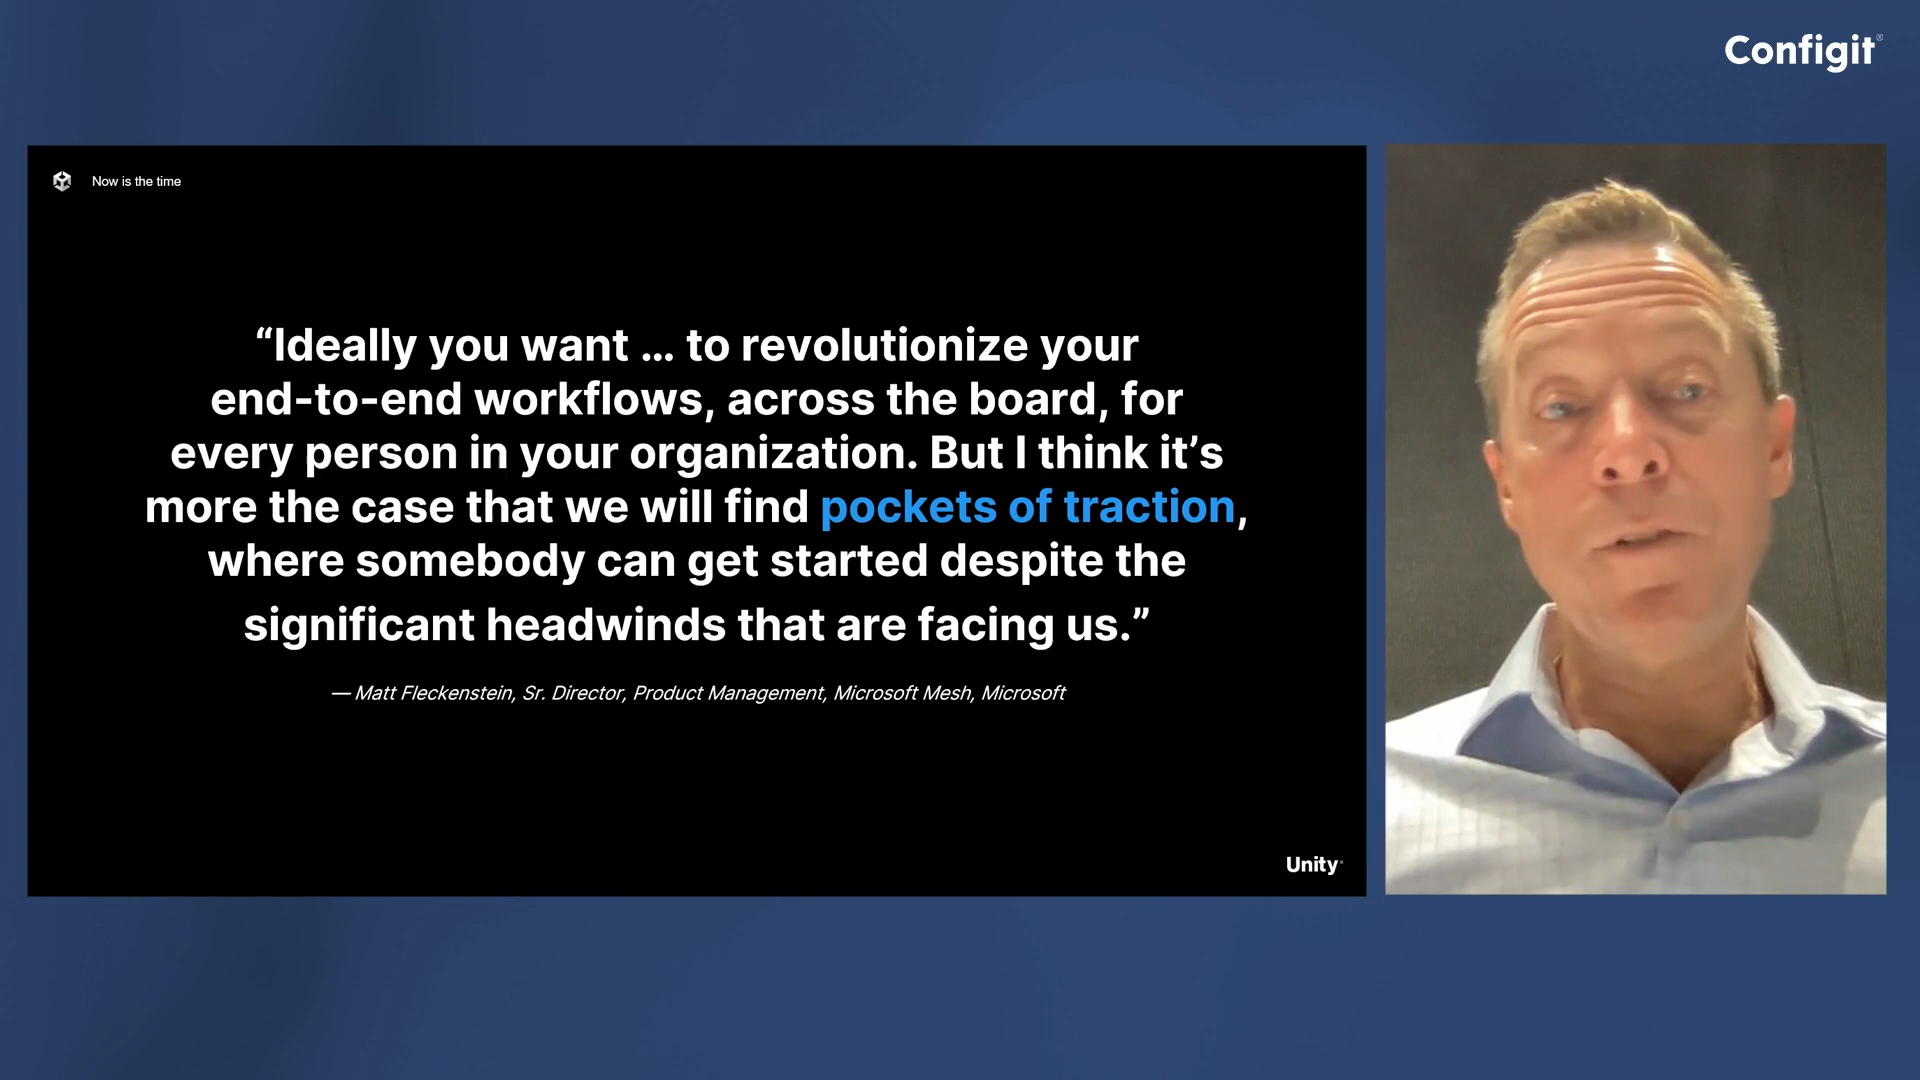 Configit®
Now is the time
“Ideally you want ... to revolutionize your
end-to-end workflows, across the board, for
every person in your organization. But I think it’s
more the case that we will find pockets of traction,
where somebody can get started despite the
significant headwinds that are facing us.”
— Matt Fleckenstein, Sr. Director, Product Management, Microsoft Mesh, Microsoft
Unity